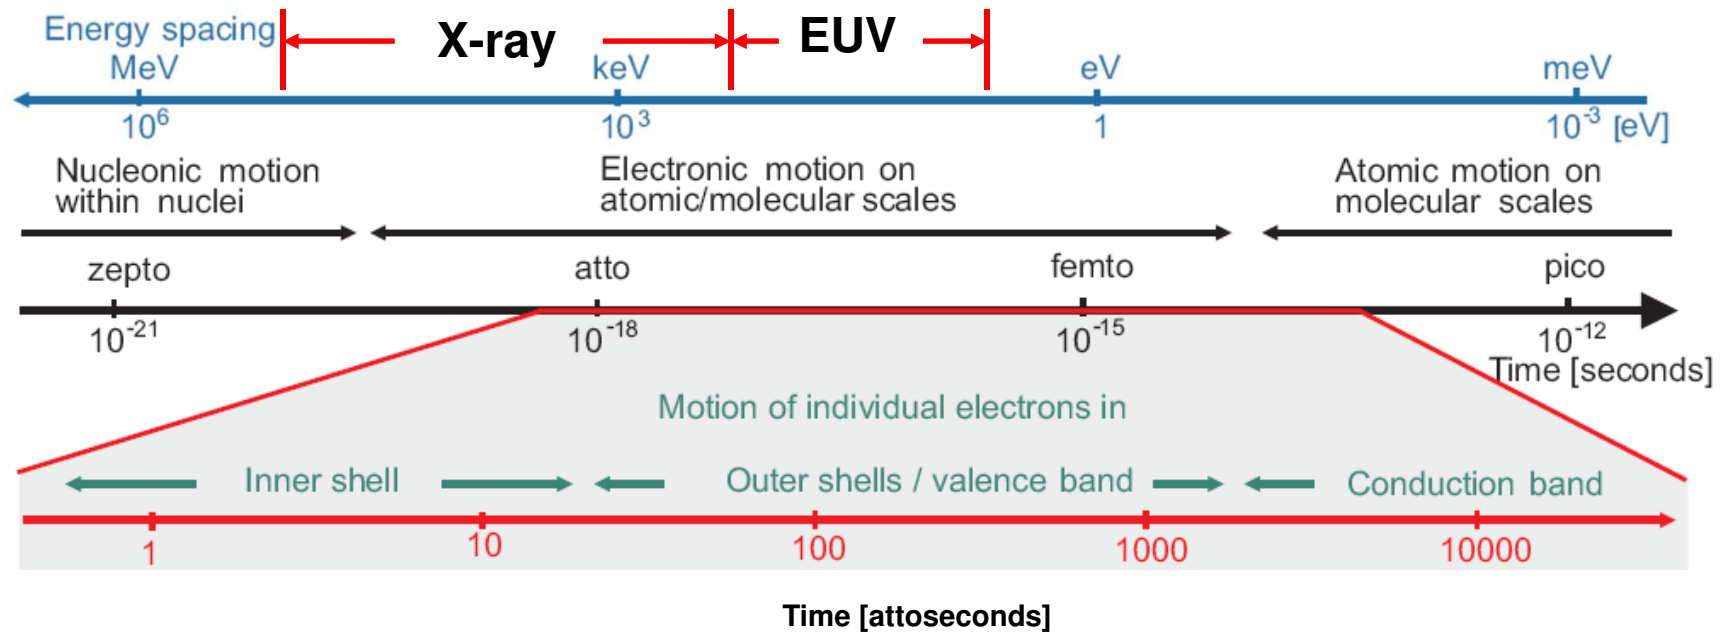 Energy spacing
X-ray
EUV
MeV
keV
eV
meV
10^6
10^3
1
10^-3 [eV]
Nucleonic motion
within nuclei
Electronic motion on
atomic/molecular scales
Atomic motion on
molecular scales
zepto
atto
femto
pico
10^-21
10^-18
10^-15
10^-12
Time [seconds]
Motion of individual electrons in
Inner shell
Outer shells / valence band
Conduction band
1
10
100
1000
10000
Time [attoseconds]